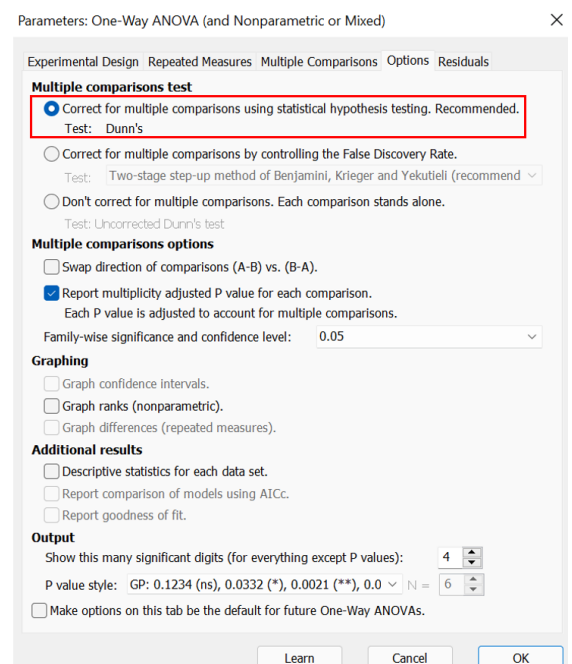 Parameters: One-Way ANOVA (and Nonparametric or Mixed)
Experimental Design Repeated Measures Multiple Comparisons Options Residuals
Multiple comparisons test
Correct for multiple comparisons using statistical hypothesis testing. Recommended.
Test: Dunn's
Correct for multiple comparisons by controlling the False Discovery Rate.
Test: Two-stage step-up method of Benjamini, Krieger and Yekutieli (recommend
Don't correct for multiple comparisons. Each comparison stands alone.
Test: Uncorrected Dunn's test
Multiple comparisons options
Swap direction of comparisons (A-B) vs. (B-A).
Report multiplicity adjusted P value for each comparison.
Each P value is adjusted to account for multiple comparisons.
Family-wise significance and confidence level: 0.05
Graphing
Graph confidence intervals.
Graph ranks (nonparametric).
Graph differences (repeated measures).
Additional results
Descriptive statistics for each data set.
Report comparison of models using AICc.
Report goodness of fit.
Output
Show this many significant digits (for everything except P values): 4
P value style: GP: 0.1234 (ns), 0.0332 (*), 0.0021 (**), 0.0 N = 6
Make options on this tab be the default for future One-Way ANOVAs.
Learn Cancel OK